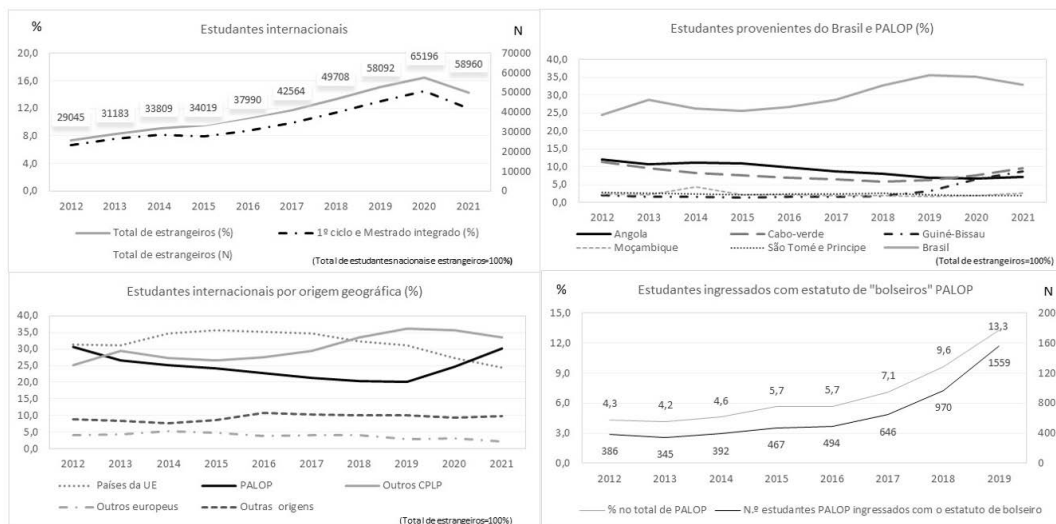 Estudantes internacionais
%
N
20,0
16,0
12,0
8,0
4,0
0,0
70000
60000
50000
40000
30000
20000
10000
0
29045 31183 33809 34019 37990 42564 49708 58092 65196 58960
2012 2013 2014 2015 2016 2017 2018 2019 2020 2021
Total de estrangeiros (%) 1º ciclo e Mestrado integrado (%)
Total de estrangeiros (N)
(Total de estudantes nacionais e estrangeiros=100%)
Estudantes provenientes do Brasil e PALOP (%)
40,0
35,0
30,0
25,0
20,0
15,0
10,0
5,0
0,0
2012 2013 2014 2015 2016 2017 2018 2019 2020 2021
Angola Cabo-verde Guiné-Bissau
Moçambique São Tomé e Principe Brasil
(Total de estrangeiros=100%)
Estudantes internacionais por origem geográfica (%)
40,0
35,0
30,0
25,0
20,0
15,0
10,0
5,0
0,0
2012 2013 2014 2015 2016 2017 2018 2019 2020 2021
Países da UE PALOP Outros CPLP
Outros europeus Outras origens
(Total de estrangeiros=100%)
Estudantes ingressados com estatuto de "bolseiros" PALOP
%
N
15,0
12,0
9,0
6,0
3,0
0,0
200
160
120
800
400
0
4,3 4,2 4,6 5,7 5,7 7,1 9,6 13,3
386 345 392 467 494 646 970 1559
2012 2013 2014 2015 2016 2017 2018 2019
% no total de PALOP N.º estudantes PALOP ingressados com o estatuto de bolseiro